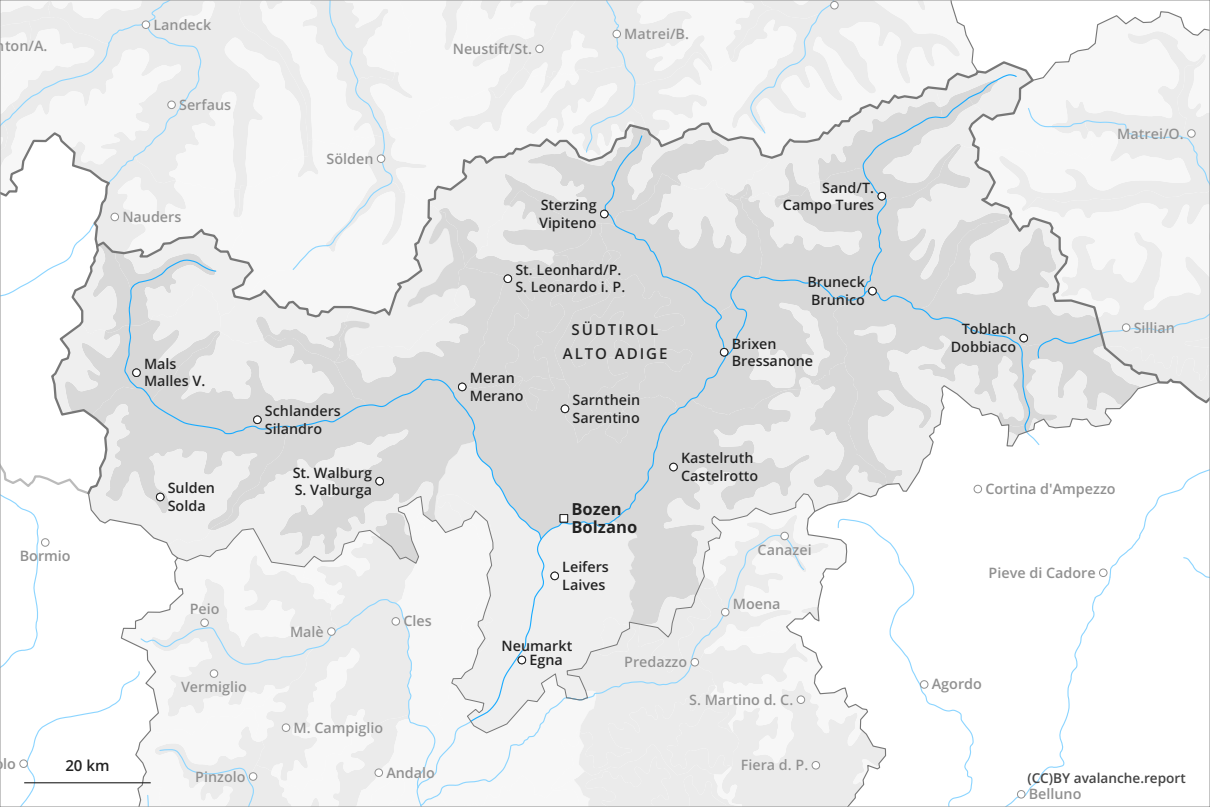 Landeck
nton/A.
Neustift/St.
Matrei/B.
Serfaus
Sölden
Matrei/O.
Nauders
Sterzing
Vipiteno
Sand/T.
Campo Tures
St. Leonhard/P.
S. Leonardo i. P.
Bruneck
Brunico
SÜDTIROL
ALTO ADIGE
Toblach
Dobbiaco
Sillian
Brixen
Bressanone
Mals
Malles V.
Meran
Merano
Schlanders
Silandro
Sarnthein
Sarentino
Kastelruth
Castelrotto
St. Walburg
S. Valburga
Sulden
Solda
Cortina d'Ampezzo
Bozen
Bolzano
Bormio
Canazei
Leifers
Laives
Pieve di Cadore
Peio
Moena
Malè
Cles
Neumarkt
Egna
Predazzo
Vermiglio
Agordo
S. Martino d. C.
M. Campiglio
olo
20 km
Pinzolo
Andalo
Fiera d. P.
(CC)BY avalanche.report
Belluno